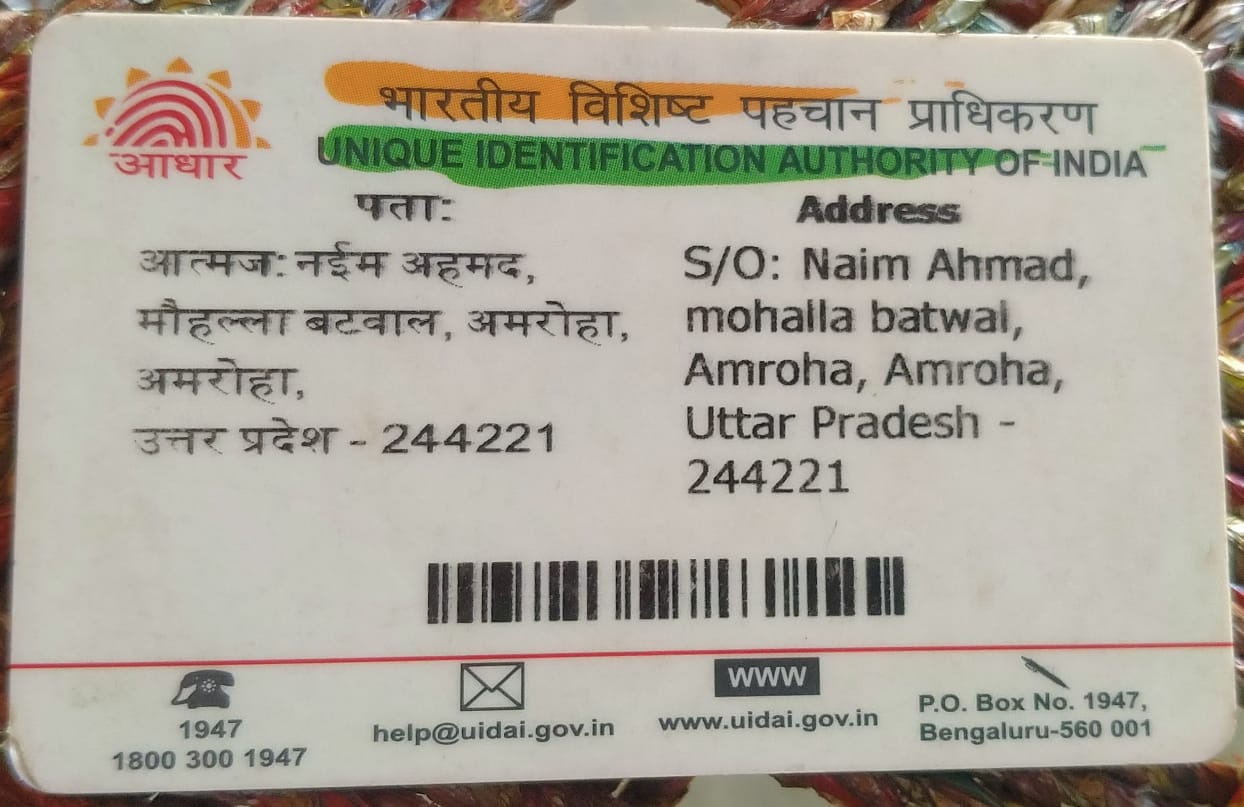 आधार
भारतीय विशिष्ट पहचान प्राधिकरण
UNIQUE IDENTIFICATION AUTHORITY OF INDIA
पता:
आत्मज: नईम अहमद,
मौहल्ला बटवाल, अमरोहा,
अमरोहा,
उत्तर प्रदेश - 244221
Address
S/O: Naim Ahmad,
mohalla batwal,
Amroha, Amroha,
Uttar Pradesh -
244221
1947
1800 300 1947
help@uidai.gov.in
WWW
www.uidai.gov.in
P.O. Box No. 1947,
Bengaluru-560 001